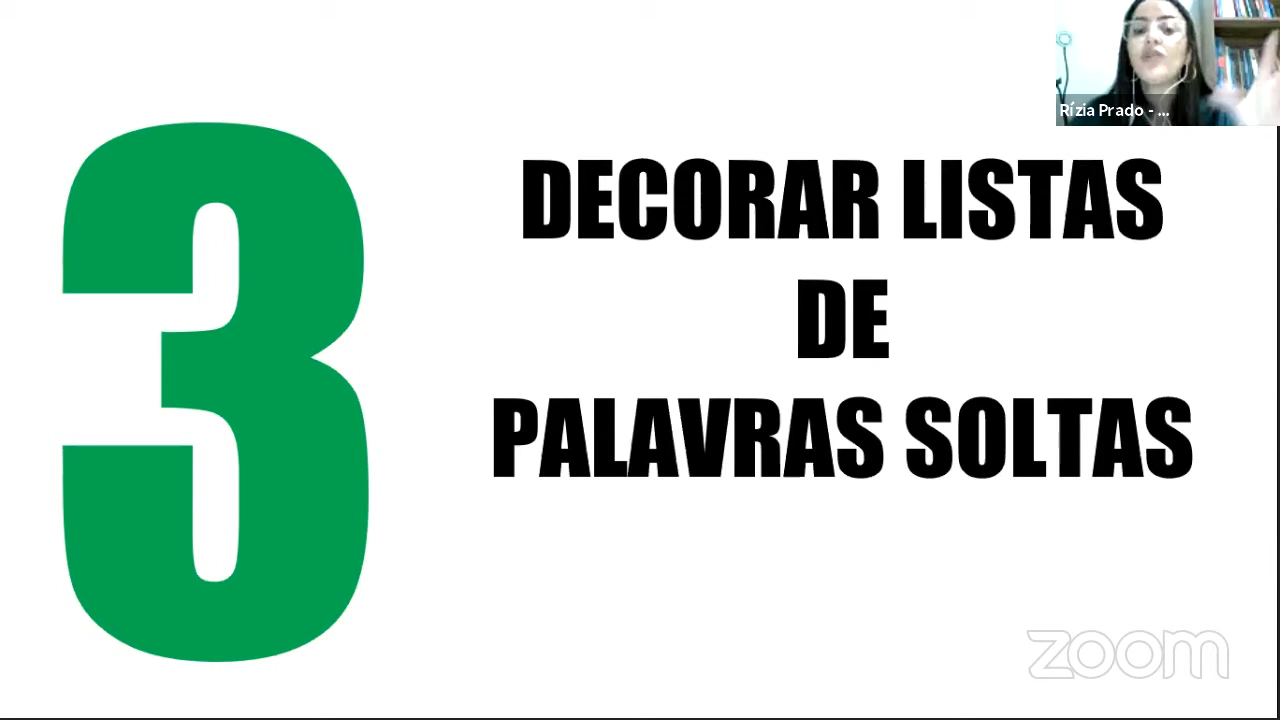 Rízia Prado - ...
3
DECORAR LISTAS
DE
PALAVRAS SOLTAS
zoom